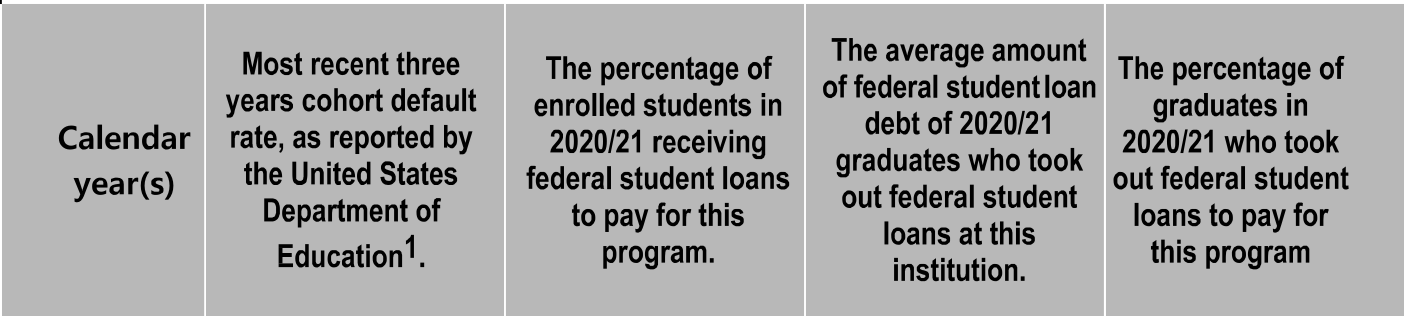 Calendar
year(s)
Most recent three
years cohort default
rate, as reported by
the United States
Department of
Education1.
The percentage of
enrolled students in
2020/21 receiving
federal student loans
to pay for this
program.
The average amount
of federal student loan
debt of 2020/21
graduates who took
out federal student
loans at this
institution.
The percentage of
graduates in
2020/21 who took
out federal student
loans to pay for
this program